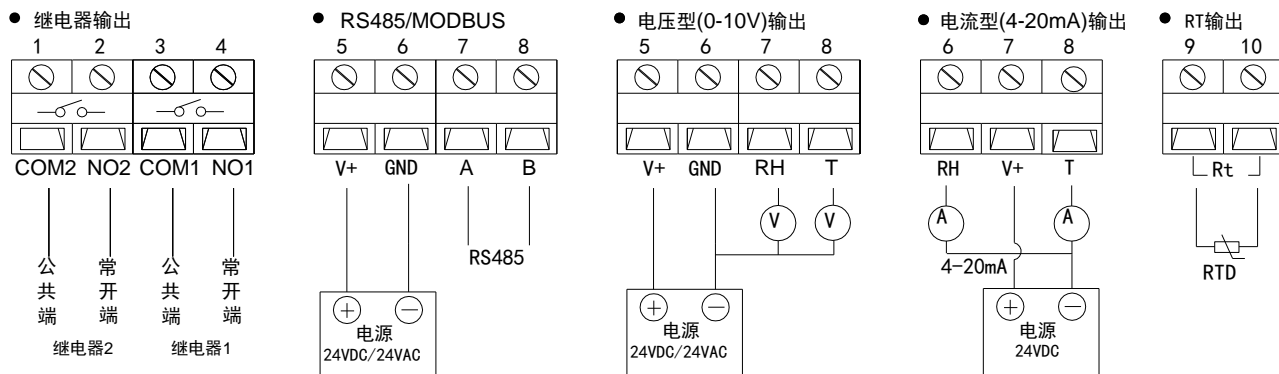 ● 继电器输出
1 2 3 4
COM2 NO2 COM1 NO1
公共端 常开端 公共端 常开端
继电器2 继电器1
● RS485/MODBUS
5 6 7 8
V+ GND A B
RS485
+ −
电源
24VDC/24VAC
● 电压型(0-10V)输出
5 6 7 8
V+ GND RH T
V V
+ −
电源
24VDC/24VAC
● 电流型(4-20mA)输出
6 7 8
RH V+ T
A A
4-20mA
+ −
电源
24VDC
● RT输出
9 10
Rt
RTD